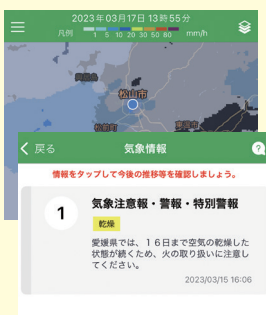 2023年03月17日 13時55分
凡例 1 5 10 20 30 50 80 mm/h
松山市
松前町
東温市
戻る 気象情報 ?
情報をタップして今後の推移等を確認しましょう。
1
気象注意報・警報・特別警報
乾燥
愛媛県では、16日まで空気の乾燥した
状態が続くため、火の取り扱いに注意し
てください。
2023/03/15 16:06